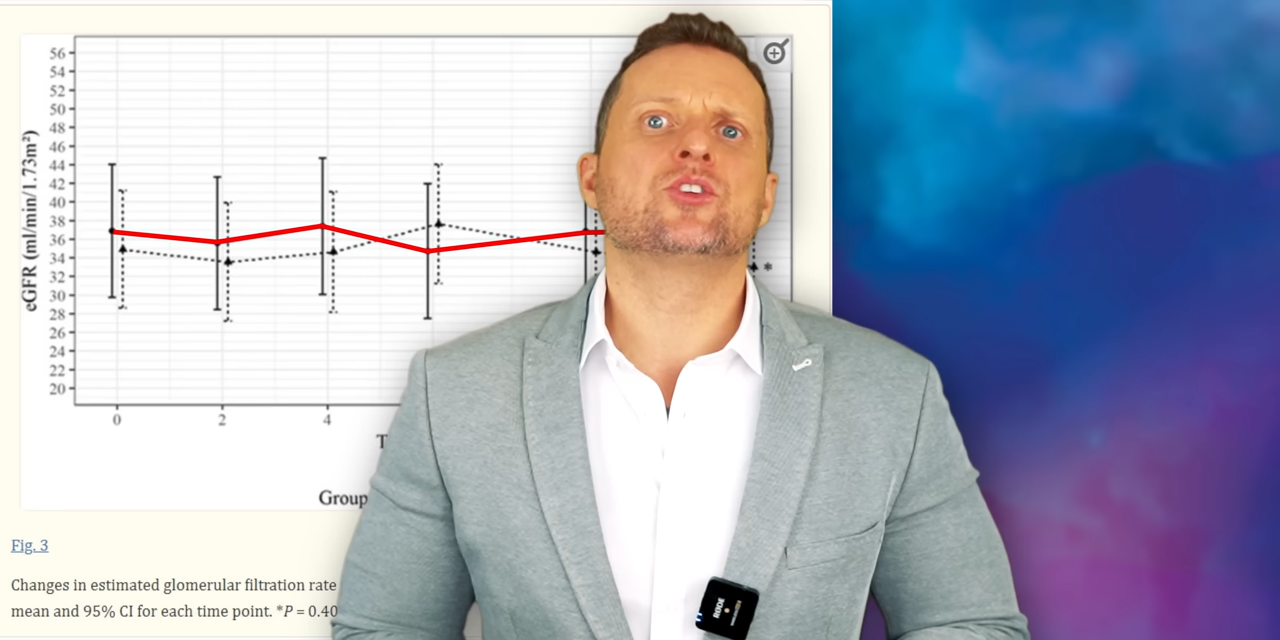 56
54
52
50
48
46
44
42
40
38
36
34
32
30
28
26
24
22
20
eGFR (ml/min/1.73m²)
0 2 4
Group
*
Fig. 3
Changes in estimated glomerular filtration rate
mean and 95% CI for each time point. *P = 0.40
RØDE